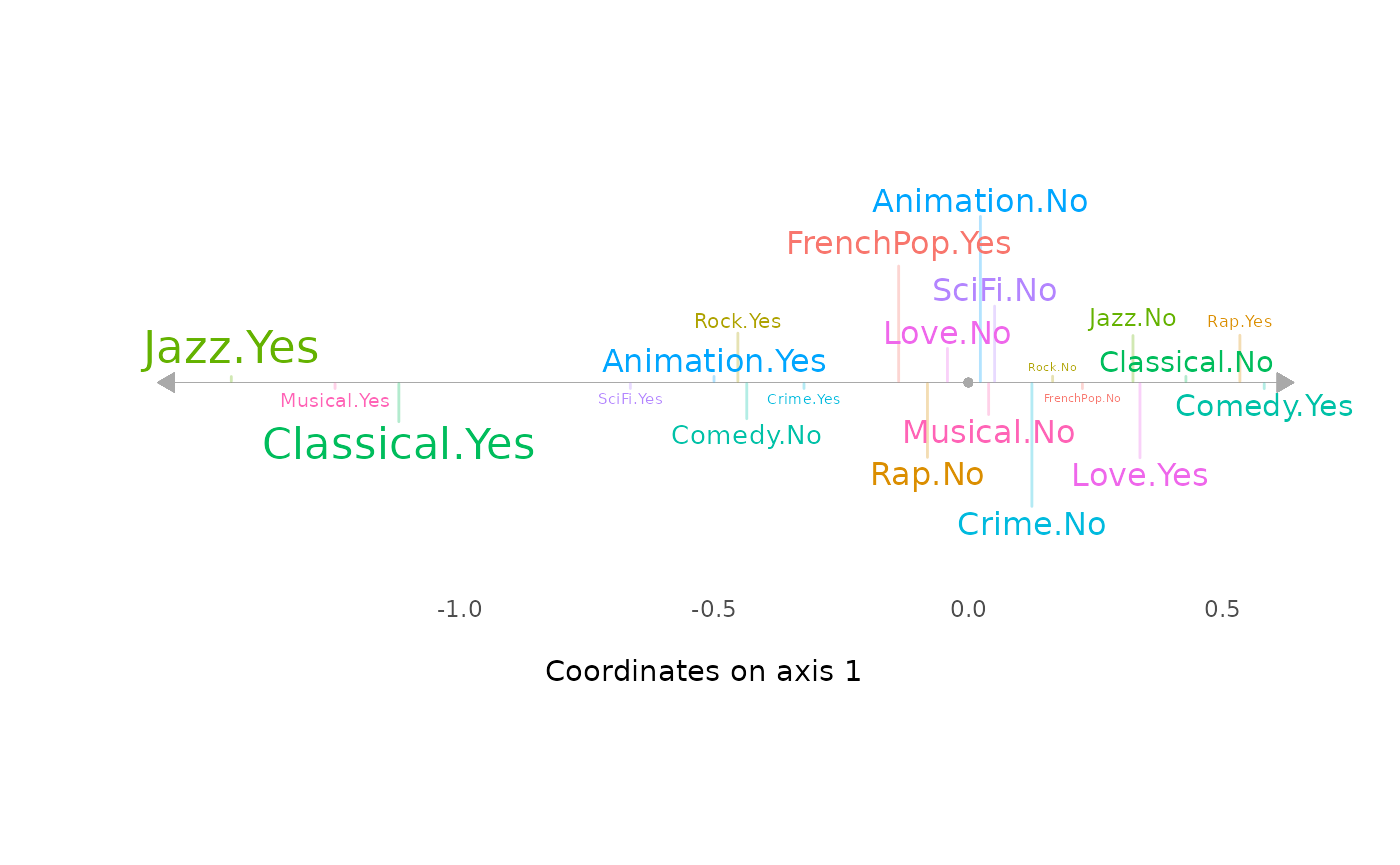 Animation.No
FrenchPop.Yes
SciFi.No
Jazz.No
Rock.Yes
Rap.Yes
Love.No
Jazz.Yes
Animation.Yes
Classical.No
Rock.No
Musical.Yes
SciFi.Yes
Crime.Yes
FrenchPop.No
Comedy.Yes
Classical.Yes
Comedy.No
Musical.No
Rap.No
Love.Yes
Crime.No
-1.0 -0.5 0.0 0.5
Coordinates on axis 1